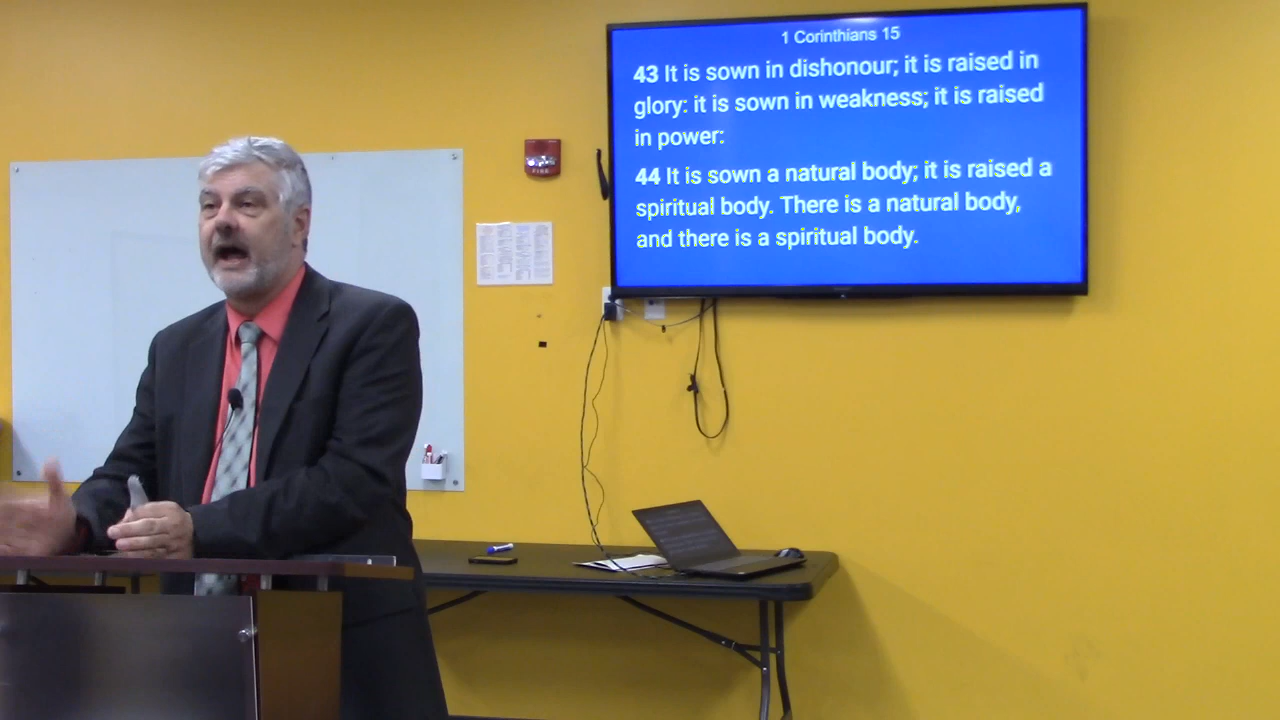 1 Corinthians 15
43 It is sown in dishonour; it is raised in
glory: it is sown in weakness; it is raised
in power:
44 It is sown a natural body; it is raised a
spiritual body. There is a natural body,
and there is a spiritual body.
FIRE